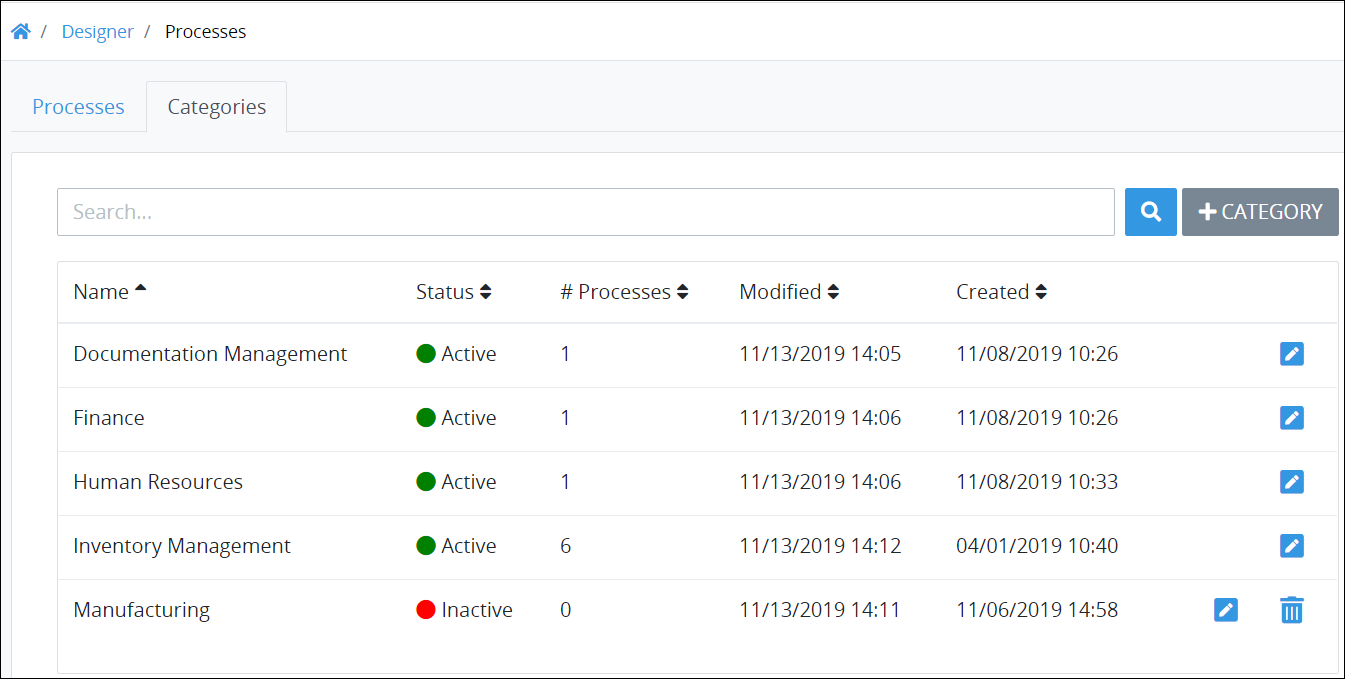 / Designer / Processes
Processes Categories
Search...
CATEGORY
Name Status # Processes Modified Created
Documentation Management Active 1 11/13/2019 14:05 11/08/2019 10:26
Finance Active 1 11/13/2019 14:06 11/08/2019 10:26
Human Resources Active 1 11/13/2019 14:06 11/08/2019 10:33
Inventory Management Active 6 11/13/2019 14:12 04/01/2019 10:40
Manufacturing Inactive 0 11/13/2019 14:11 11/06/2019 14:58